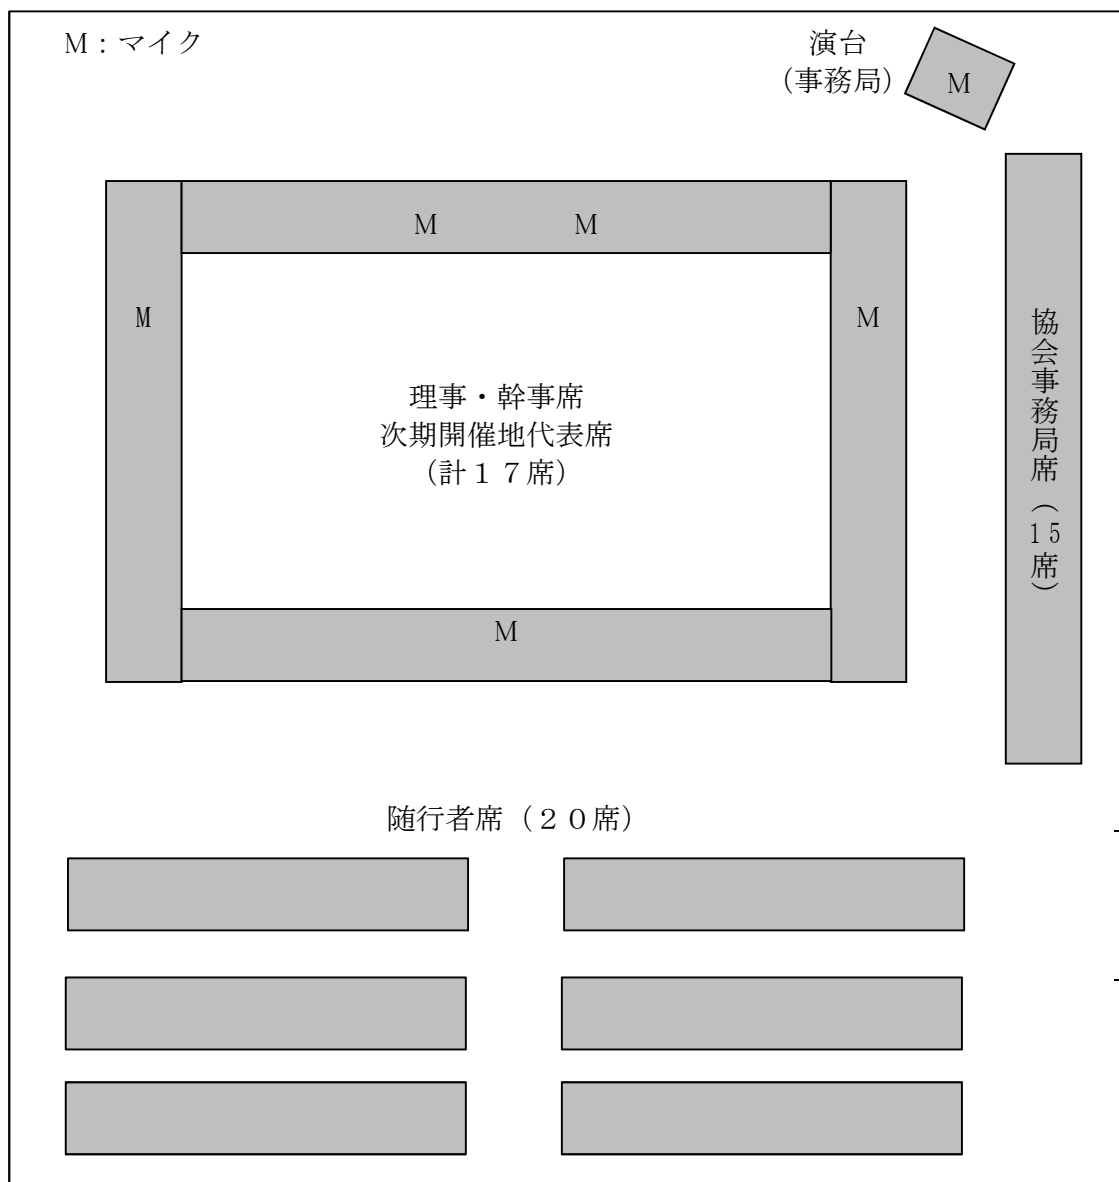 M：マイク
演台
（事務局）
M
M M
M
M
理事・幹事席
次期開催地代表席
（計１７席）
協会事務局席（15席）
M
随行者席（２０席）